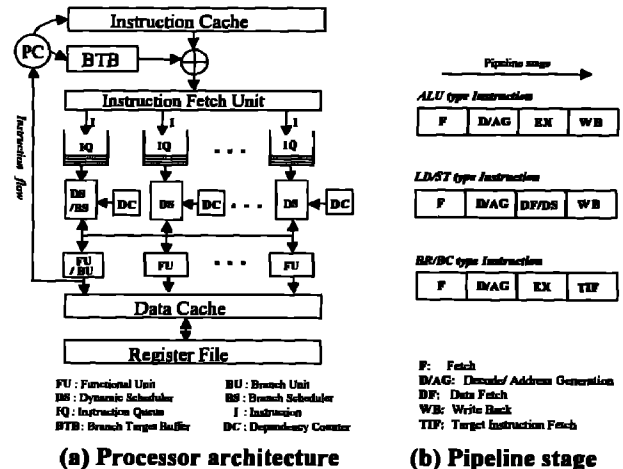 Instruction Cache
PC
BTB
Instruction Fetch Unit
Instruction flow
I
I
I
IQ
IQ
. . .
IQ
DS
/BS
DC
DS
DC
. . .
DS
DC
FU
/ BU
FU
. . .
FU
Data Cache
Register File
FU : Functional Unit
BU : Branch Unit
DS : Dynamic Scheduler
BS : Branch Scheduler
IQ : Instruction Queue
I : Instruction
BTB : Branch Target Buffer
DC : Dependency Counter
(a) Processor architecture
Pipeline stage
ALU type Instruction
F D/AG EX WB
LD/ST type Instruction
F D/AG DF/DS WB
BR/BC type Instruction
F D/AG EX TIF
F: Fetch
D/AG: Decode/ Address Generation
DF: Data Fetch
WB: Write Back
TIF: Target Instruction Fetch
(b) Pipeline stage